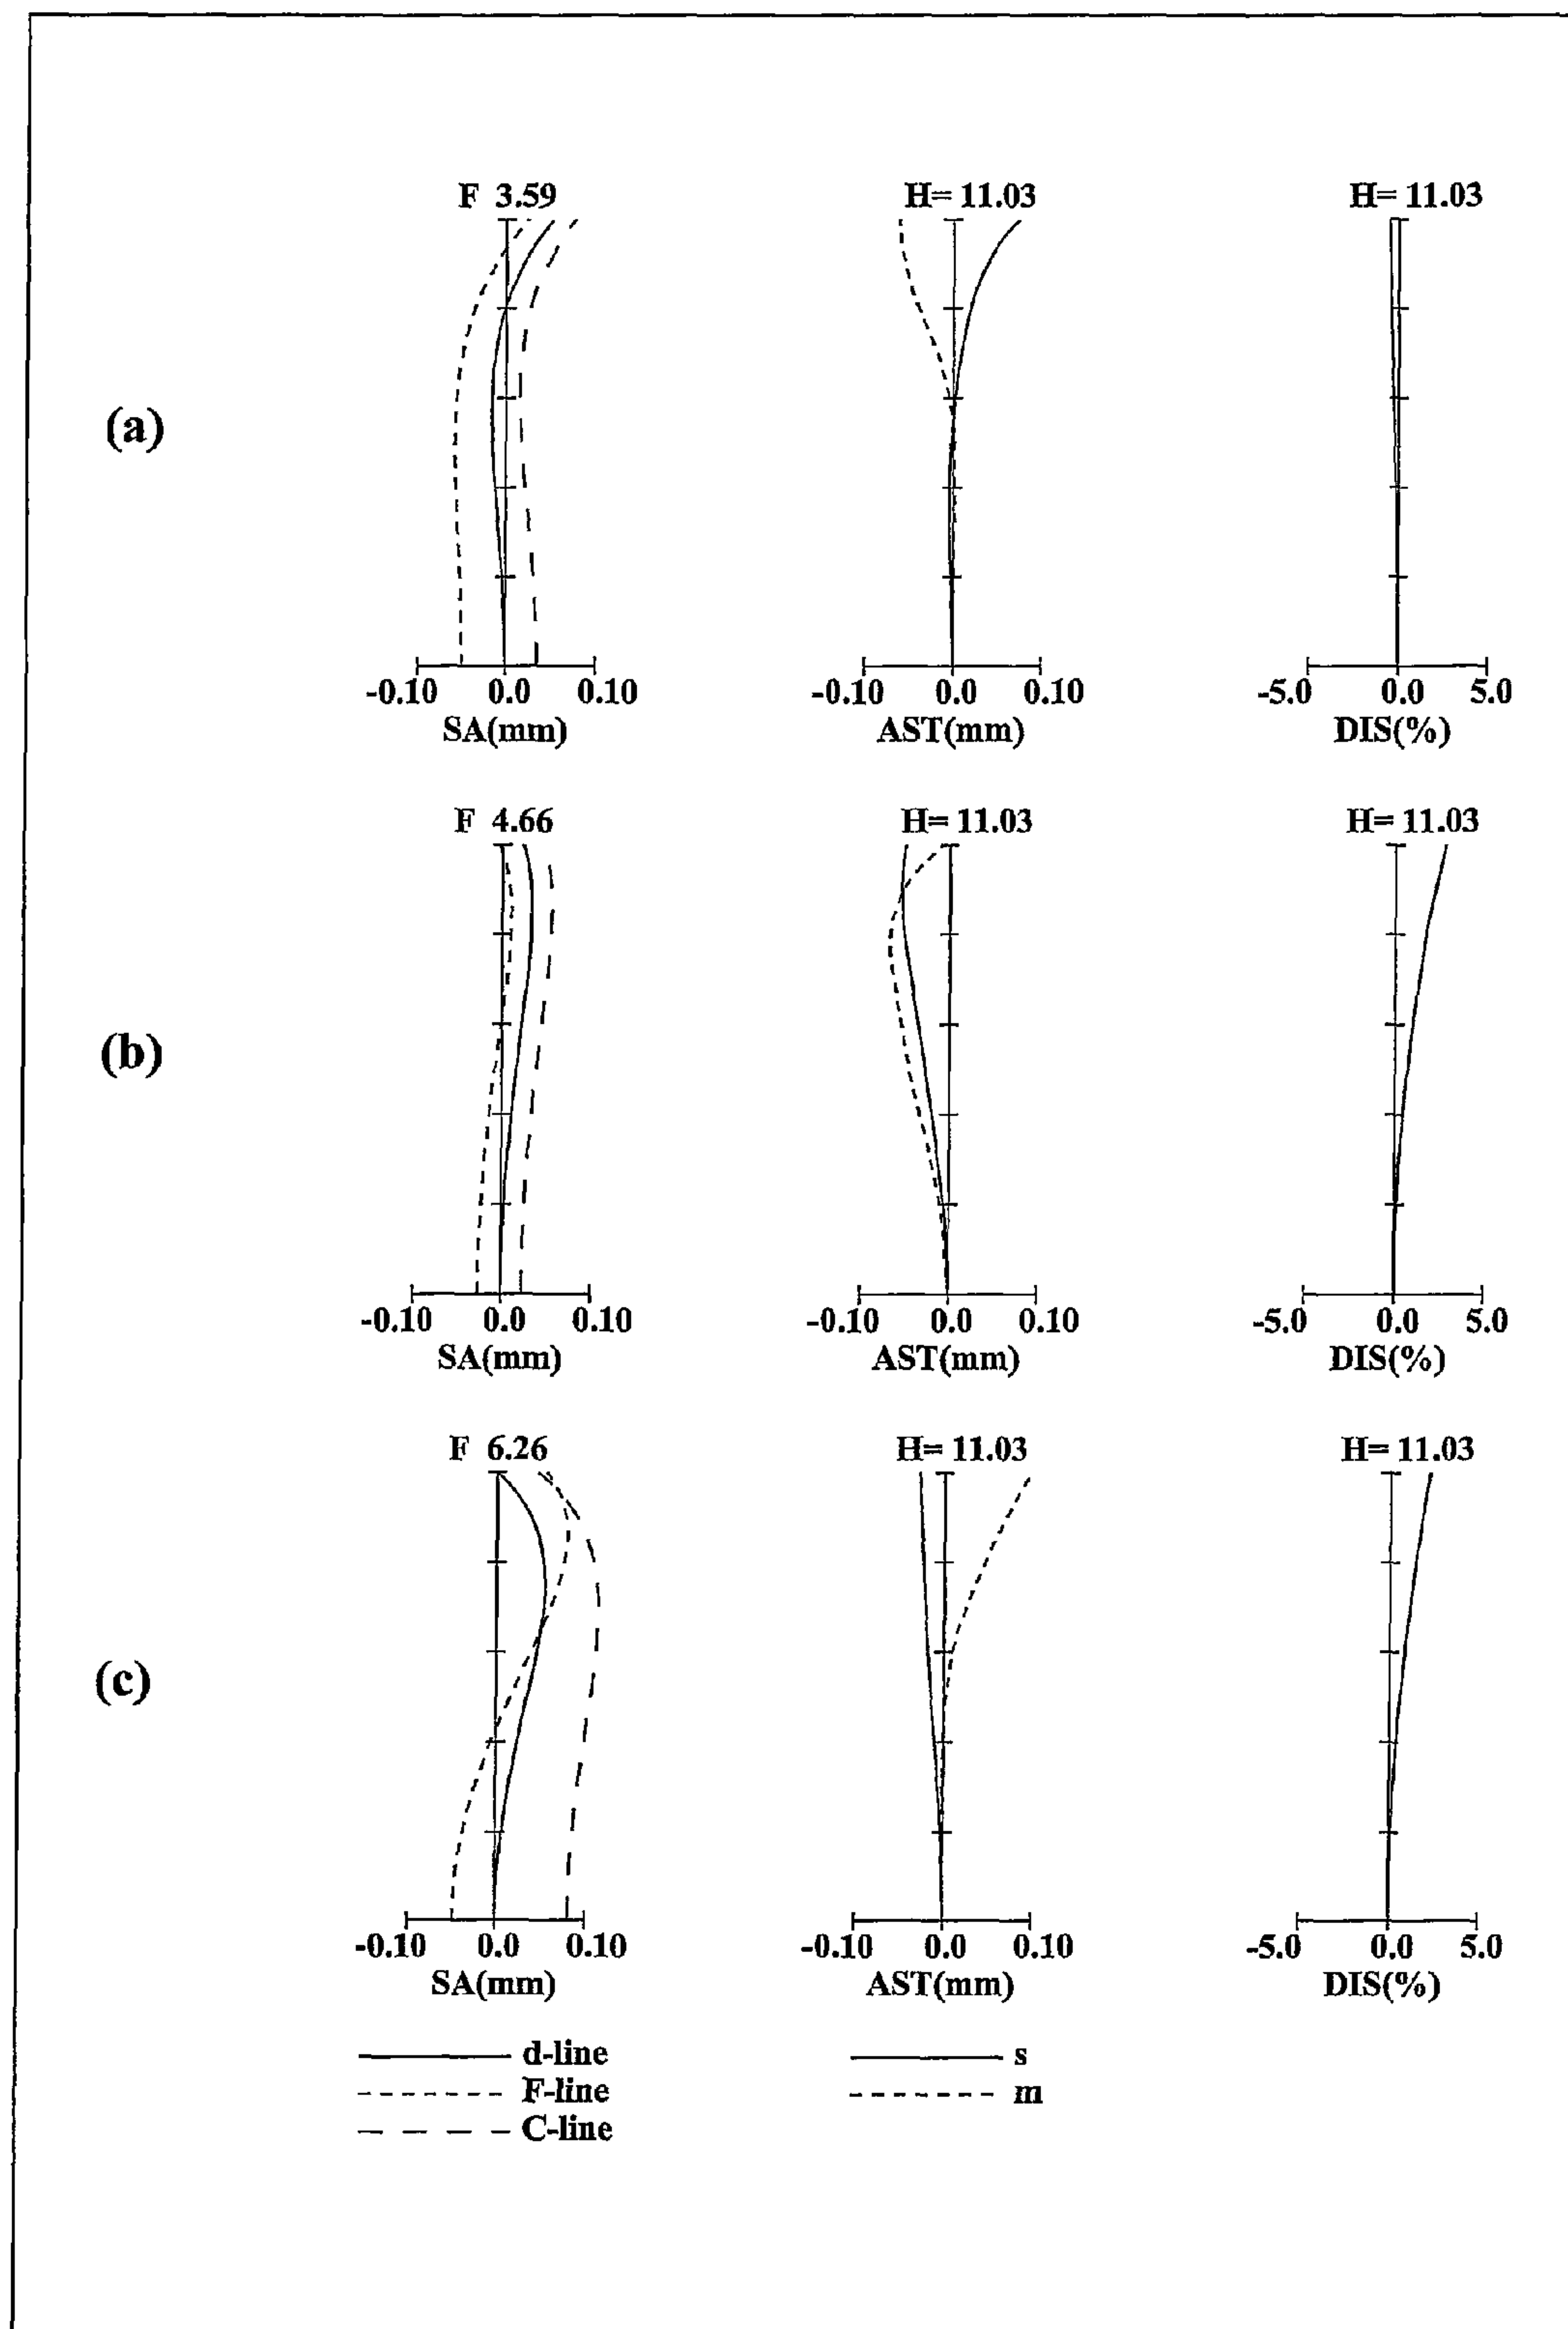 F 3.59 H= 11.03 H= 11.03
(a)
-0.10 0.0 0.10 -0.10 0.0 0.10 -5.0 0.0 5.0
SA(mm) AST(mm) DIS(%)
F 4.66 H= 11.03 H= 11.03
(b)
-0.10 0.0 0.10 -0.10 0.0 0.10 -5.0 0.0 5.0
SA(mm) AST(mm) DIS(%)
F 6.26 H= 11.03 H= 11.03
(c)
-0.10 0.0 0.10 -0.10 0.0 0.10 -5.0 0.0 5.0
SA(mm) AST(mm) DIS(%)
d-line s
F-line m
C-line